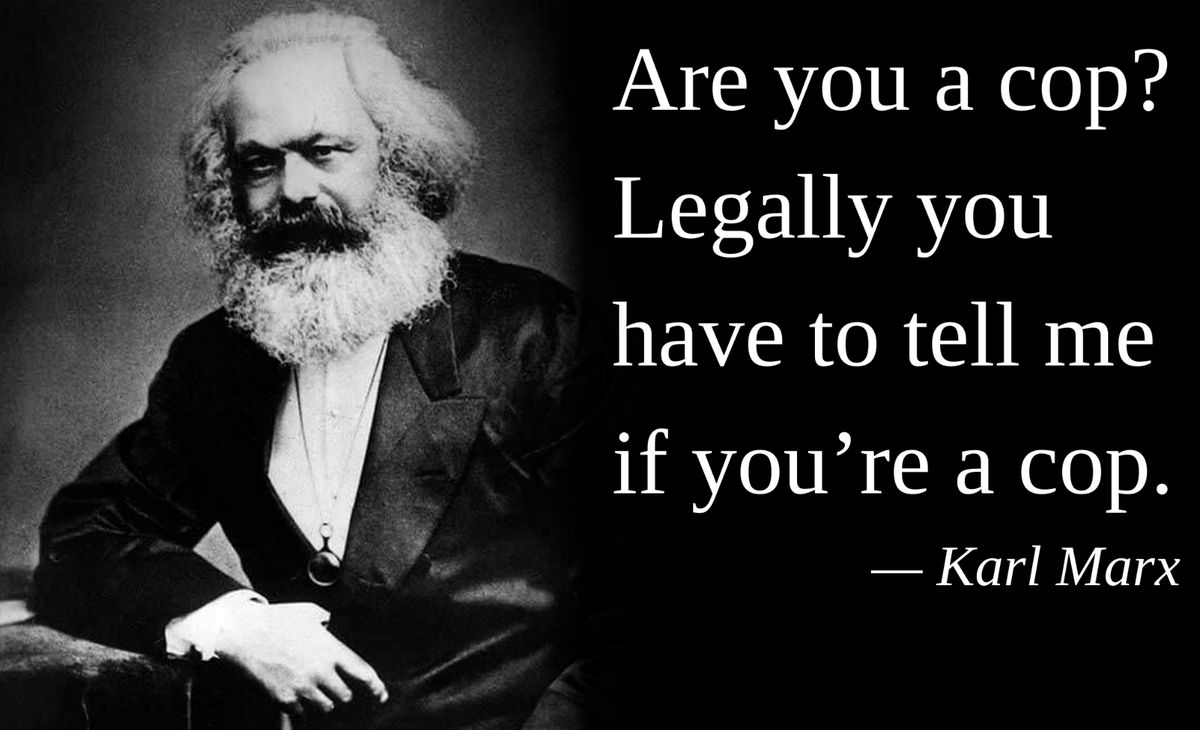 Are you a cop?
Legally you
have to tell me
if you’re a cop.
— Karl Marx